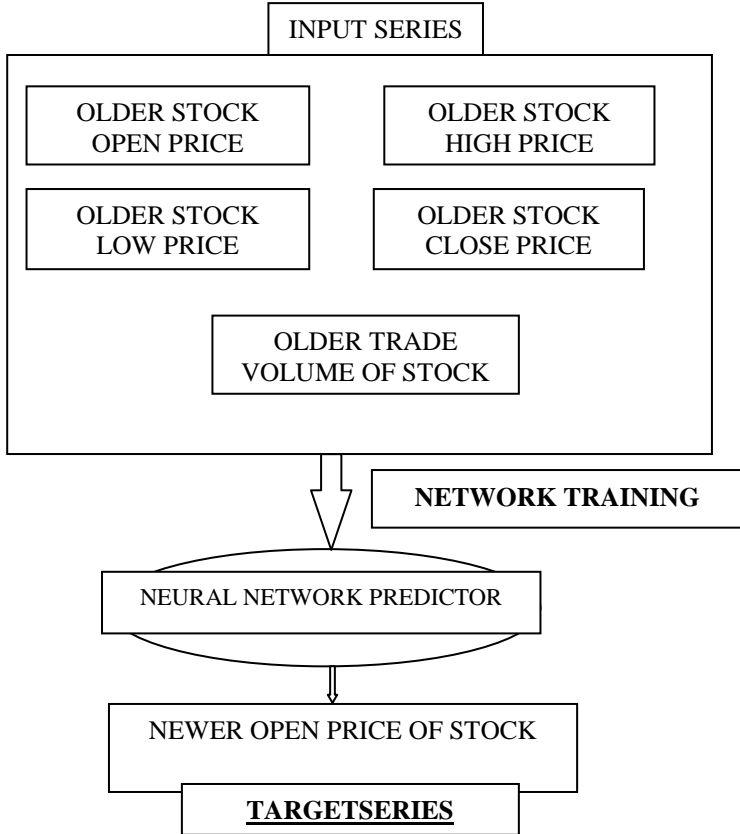 INPUT SERIES
OLDER STOCK
OPEN PRICE
OLDER STOCK
HIGH PRICE
OLDER STOCK
LOW PRICE
OLDER STOCK
CLOSE PRICE
OLDER TRADE
VOLUME OF STOCK
NETWORK TRAINING
NEURAL NETWORK PREDICTOR
NEWER OPEN PRICE OF STOCK
TARGETSERIES